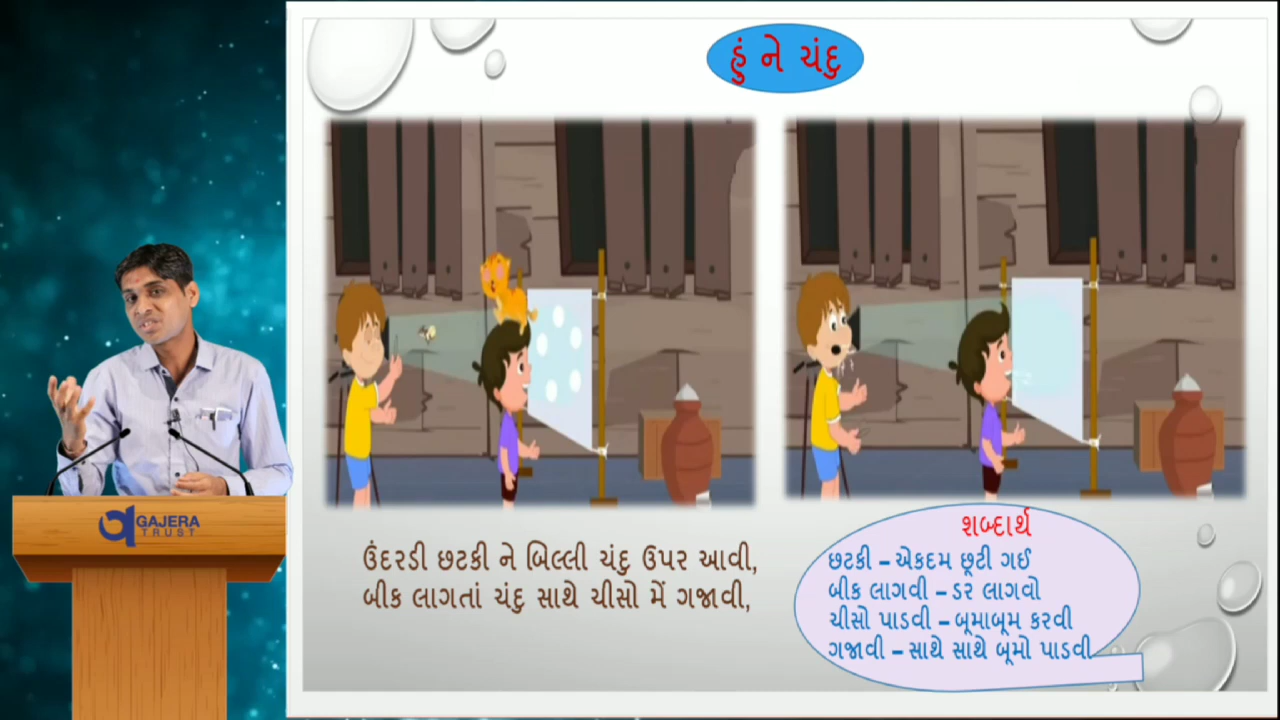 હું ને ચંદુ
ઉંદરડી છટકી ને બિલ્લી ચંદુ ઉપર આવી,
બીક લાગતાં ચંદુ સાથે ચીસો મેં ગજાવી,
શબ્દાર્થ
છટકી – એકદમ છૂટી ગઈ
બીક લાગવી – ડર લાગવો
ચીસો પાડવી – બૂમાબૂમ કરવી
ગજાવી – સાથે સાથે બૂમો પાડવી
GAJERA
TRUST